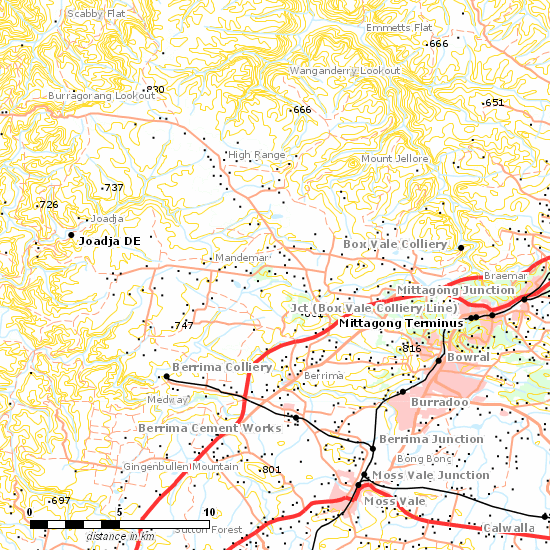 Scabby Flat
Emmetts Flat
666
Wanganderry Lookout
830
Burragorang Lookout
651
666
High Range
Mount Jellore
737
726
Joadja
Joadja DE
Box Vale Colliery
Mandemar
Braemar
Mittagong Junction
Jct (Box Vale Colliery Line)
Mittagong Terminus
747
816
Bowral
Berrima Colliery
Berrima
Medway
Burradoo
Berrima Cement Works
Berrima Junction
Bong Bong
Gingenbullen Mountain
801
Moss Vale Junction
697
Moss Vale
0 5 10
Sutton Forest
Calwalla
distance in km